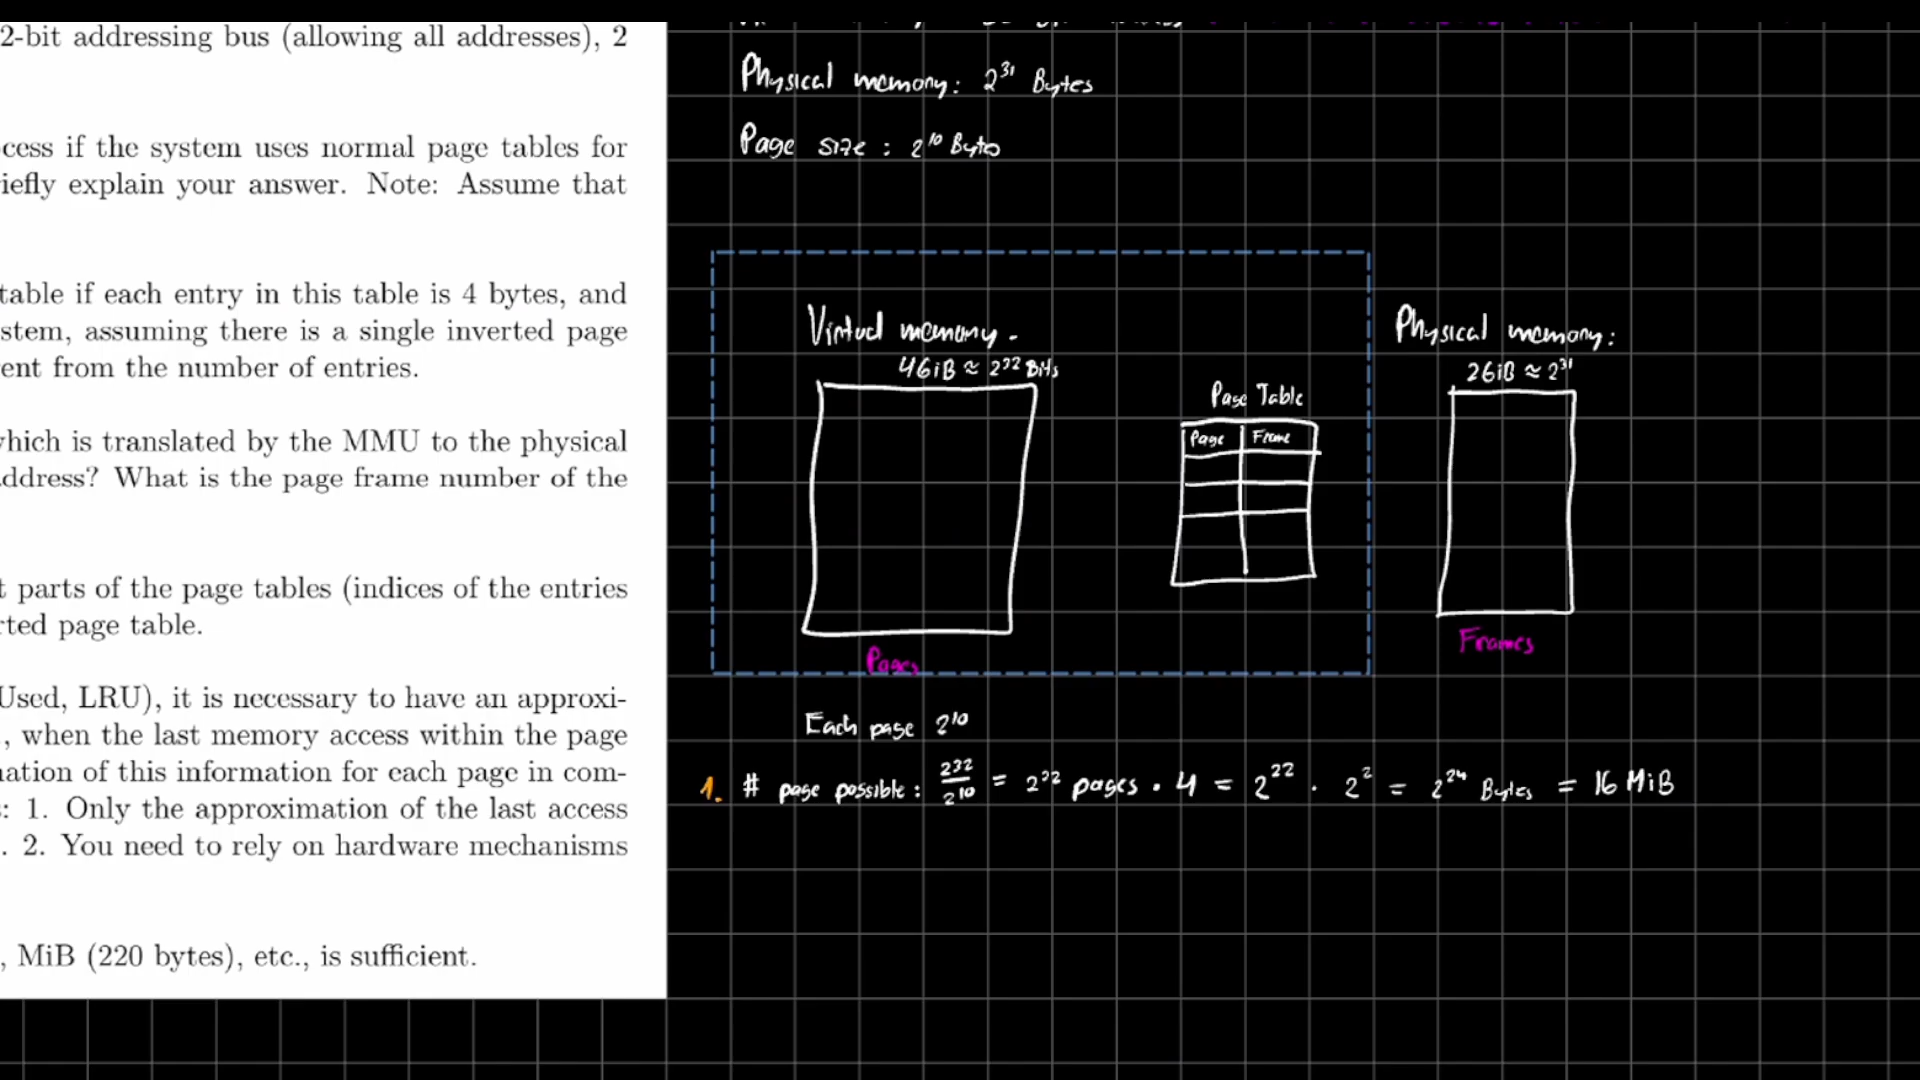 2-bit addressing bus (allowing all addresses), 2
cess if the system uses normal page tables for
iefly explain your answer. Note: Assume that
table if each entry in this table is 4 bytes, and
stem, assuming there is a single inverted page
ent from the number of entries.
which is translated by the MMU to the physical
ddress? What is the page frame number of the
t parts of the page tables (indices of the entries
rted page table.
Used, LRU), it is necessary to have an approxi-
, when the last memory access within the page
ation of this information for each page in com-
: 1. Only the approximation of the last access
. 2. You need to rely on hardware mechanisms
, MiB (220 bytes), etc., is sufficient.
Physical memory: 2^31 Bytes
Page size : 2^10 Bytes
Virtual memory.
4GiB ≈ 2^32 Bytes
Page Table
Page Frame
Pages
Physical memory:
2GiB ≈ 2^31
Frames
Each page 2^10
1. # page possible: 2^32/2^10 = 2^22 pages · 4 = 2^22 · 2^2 = 2^24 Bytes = 16 MiB